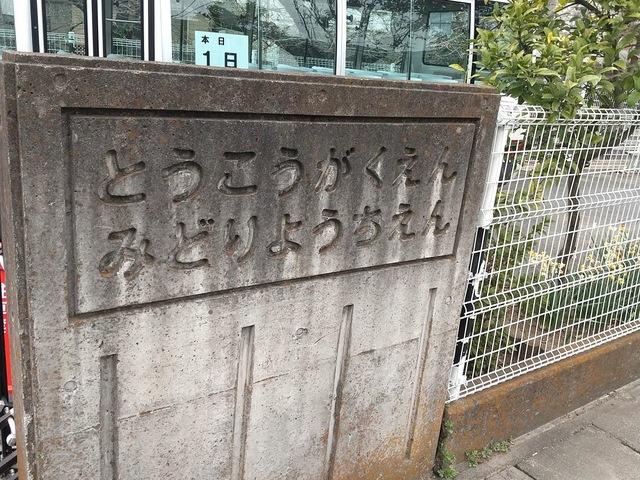 本日
1日
とうこうがくえん
みどりようちえん